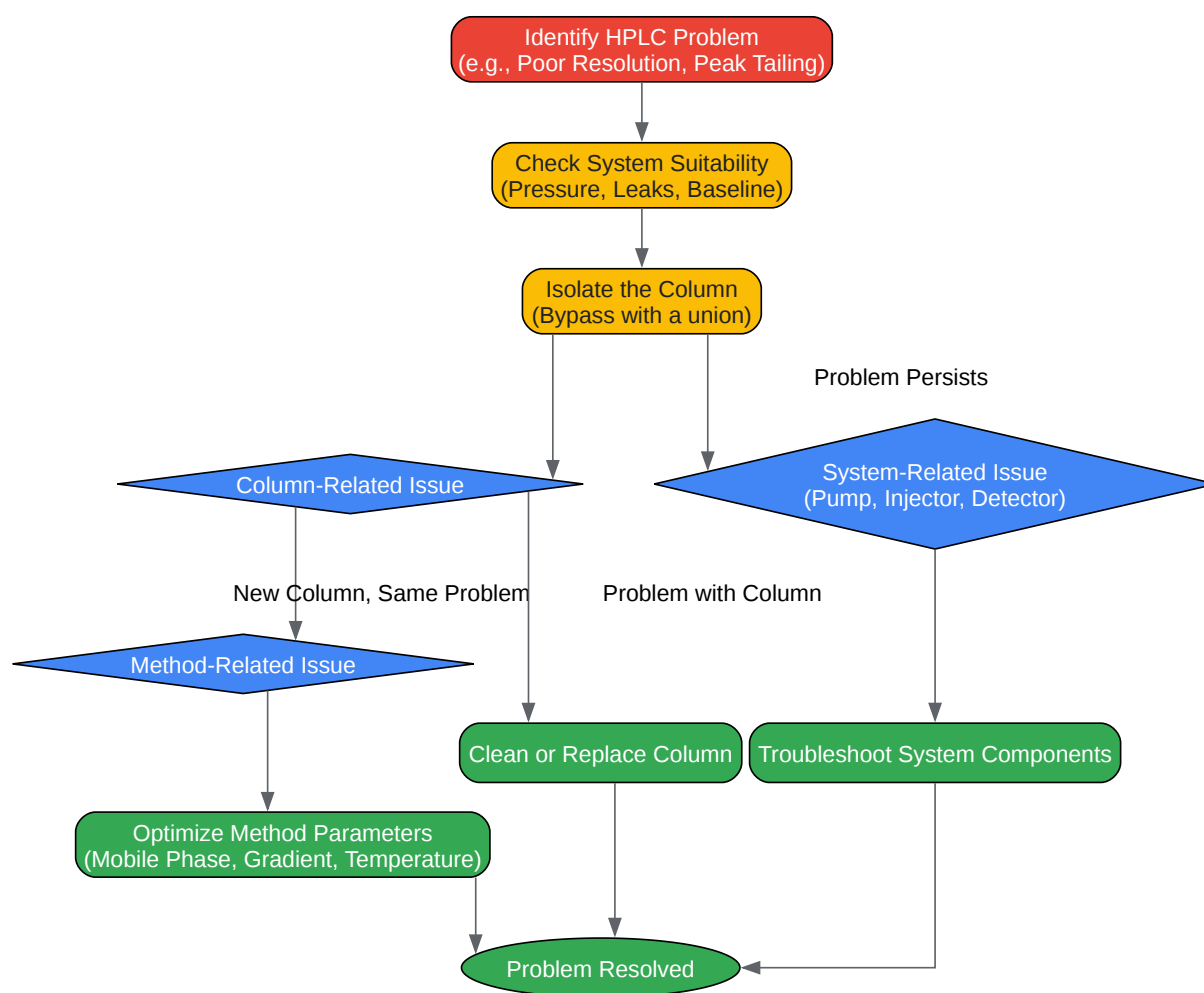 Identify HPLC Problem
(e.g., Poor Resolution, Peak Tailing)
Check System Suitability
(Pressure, Leaks, Baseline)
Isolate the Column
(Bypass with a union)
Problem Persists
Column-Related Issue
System-Related Issue
(Pump, Injector, Detector)
New Column, Same Problem
Problem with Column
Method-Related Issue
Clean or Replace Column
Troubleshoot System Components
Optimize Method Parameters
(Mobile Phase, Gradient, Temperature)
Problem Resolved